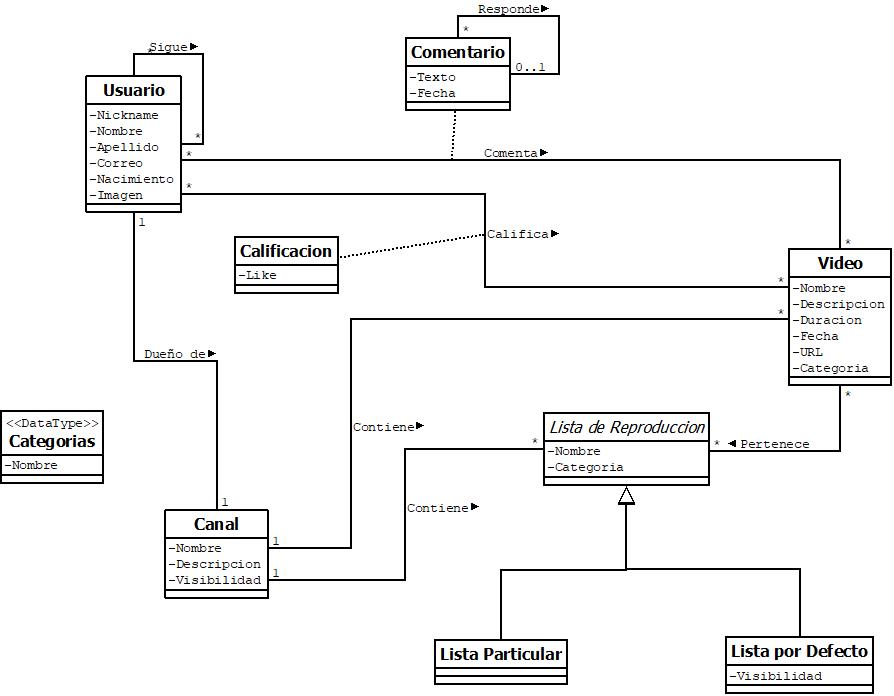 Responde►
*
Comentario
0..1
-Texto
-Fecha
Sigue►
*
Usuario
-Nickname
-Nombre
-Apellido
-Correo
-Nacimiento
-Imagen
*
*
Comenta►
*
*
1
Calificacion
-Like
Califica►
Video
-Nombre
-Descripcion
-Duracion
-Fecha
-URL
-Categoria
*
*
*
Dueño de►
<<DataType>>
Categorias
-Nombre
Contiene►
Lista de Reproduccion
-Nombre
-Categoria
*
*
◄ Pertenece
1
Canal
-Nombre
-Descripcion
-Visibilidad
1
1
Contiene►
Lista Particular
Lista por Defecto
-Visibilidad